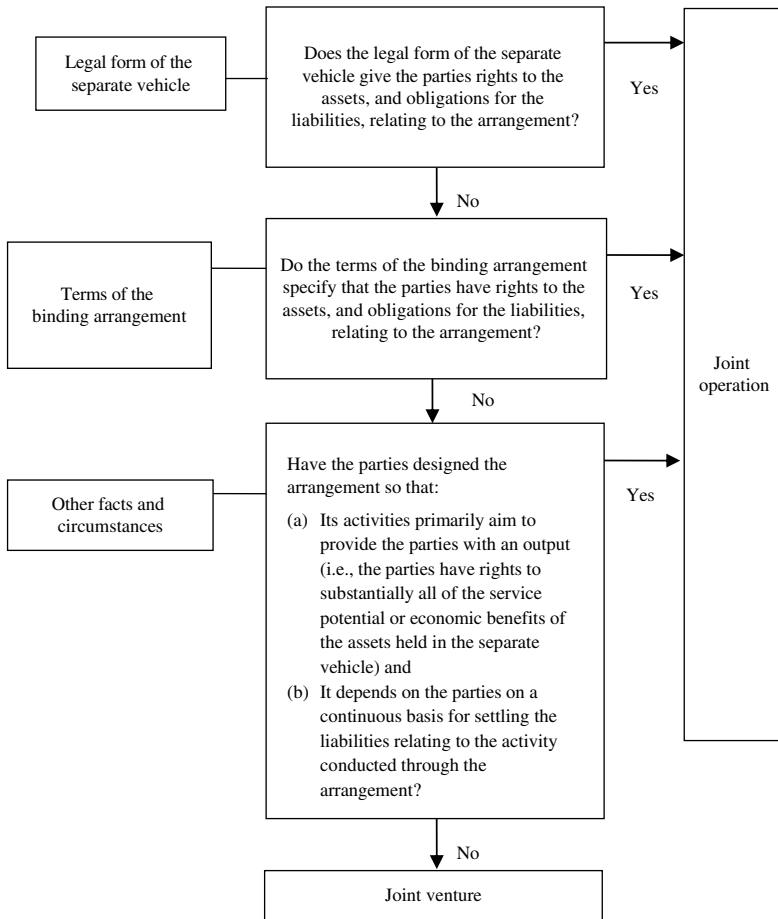 Legal form of the
separate vehicle
Does the legal form of the separate
vehicle give the parties rights to the
assets, and obligations for the
liabilities, relating to the arrangement?
Yes
No
Terms of the
binding arrangement
Do the terms of the binding arrangement
specify that the parties have rights to the
assets, and obligations for the liabilities,
relating to the arrangement?
Yes
Joint
operation
No
Other facts and
circumstances
Have the parties designed the
arrangement so that:
(a) Its activities primarily aim to
provide the parties with an output
(i.e., the parties have rights to
substantially all of the service
potential or economic benefits of
the assets held in the separate
vehicle) and
(b) It depends on the parties on a
continuous basis for settling the
liabilities relating to the activity
conducted through the
arrangement?
Yes
No
Joint venture